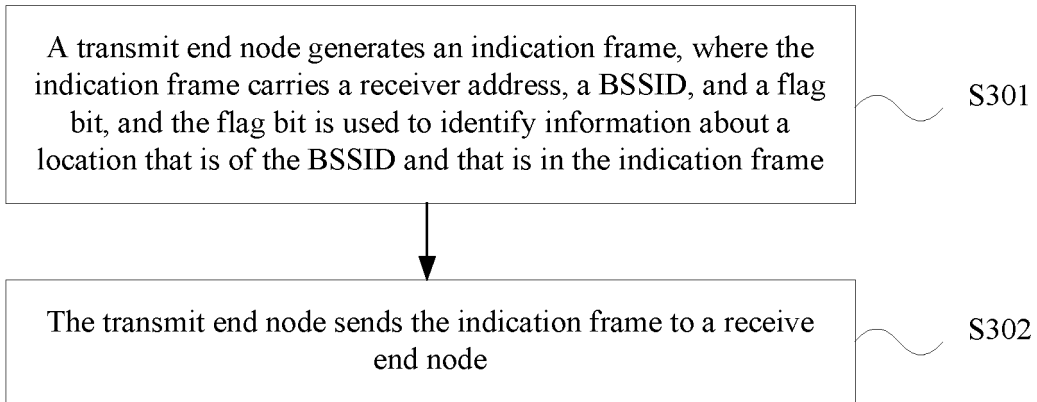 A transmit end node generates an indication frame, where the
indication frame carries a receiver address, a BSSID, and a flag
bit, and the flag bit is used to identify information about a
location that is of the BSSID and that is in the indication frame
S301
The transmit end node sends the indication frame to a receive
end node
S302